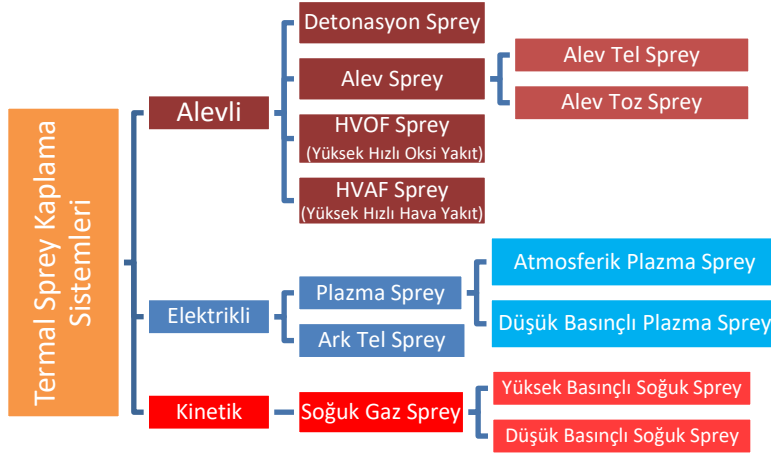 Termal Sprey Kaplama
Sistemleri
Alevli
Detonasyon Sprey
Alev Sprey
Alev Tel Sprey
Alev Toz Sprey
HVOF Sprey
(Yüksek Hızlı Oksi Yakıt)
HVAF Sprey
(Yüksek Hızlı Hava Yakıt)
Elektrikli
Plazma Sprey
Atmosferik Plazma Sprey
Düşük Basınçlı Plazma Sprey
Ark Tel Sprey
Kinetik
Soğuk Gaz Sprey
Yüksek Basınçlı Soğuk Sprey
Düşük Basınçlı Soğuk Sprey